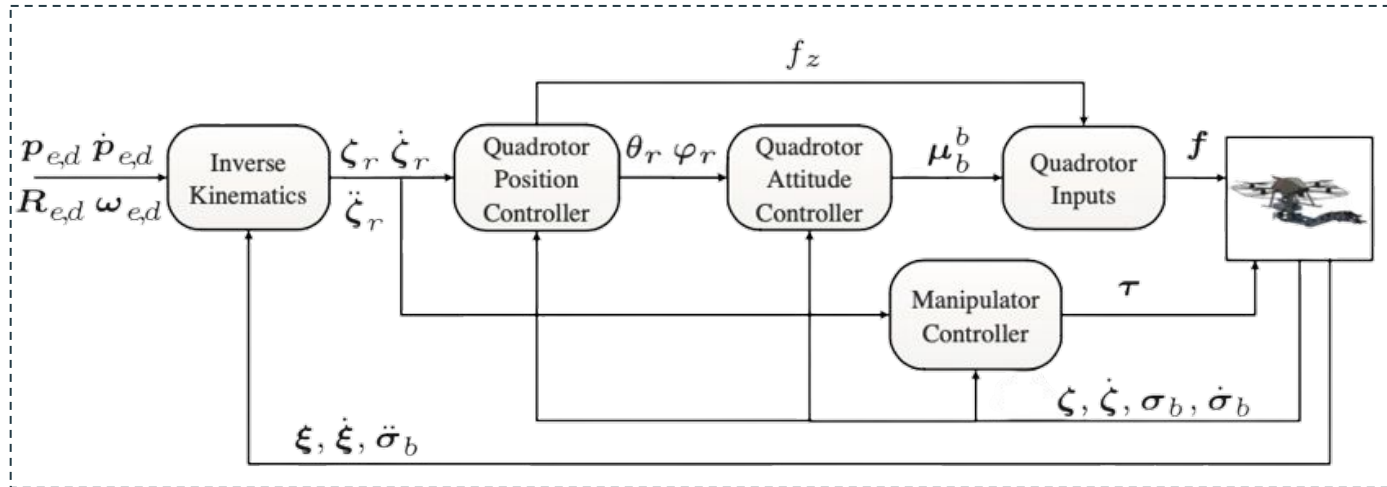 f_z
p_{e,d} ṗ_{e,d}
R_{e,d} ω_{e,d}
Inverse
Kinematics
ζ_r ζ̇_r
ζ̈_r
Quadrotor
Position
Controller
θ_r φ_r
Quadrotor
Attitude
Controller
μ_b^b
Quadrotor
Inputs
f
Manipulator
Controller
τ
ζ, ζ̇, σ_b, σ̇_b
ξ, ξ̇, σ̈_b